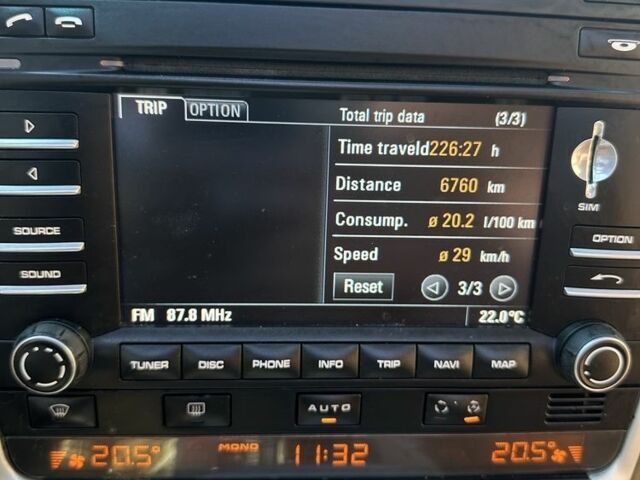 TRIP OPTION Total trip data (3/3)
Time traveld 226:27 h
Distance 6760 km
SIM
Consump. ø 20.2 l/100 km
SOURCE
OPTION
Speed ø 29 km/h
SOUND
Reset 3/3
FM 87.8 MHz 22.0°C
TUNER DISC PHONE INFO TRIP NAVI MAP
AUTO
20.5° MONO 11:32 20.5°